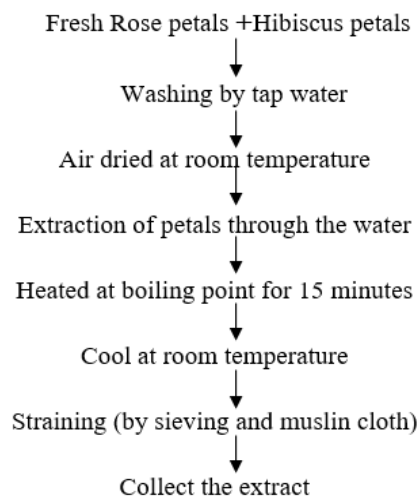 Fresh Rose petals +Hibiscus petals
Washing by tap water
Air dried at room temperature
Extraction of petals through the water
Heated at boiling point for 15 minutes
Cool at room temperature
Straining (by sieving and muslin cloth)
Collect the extract